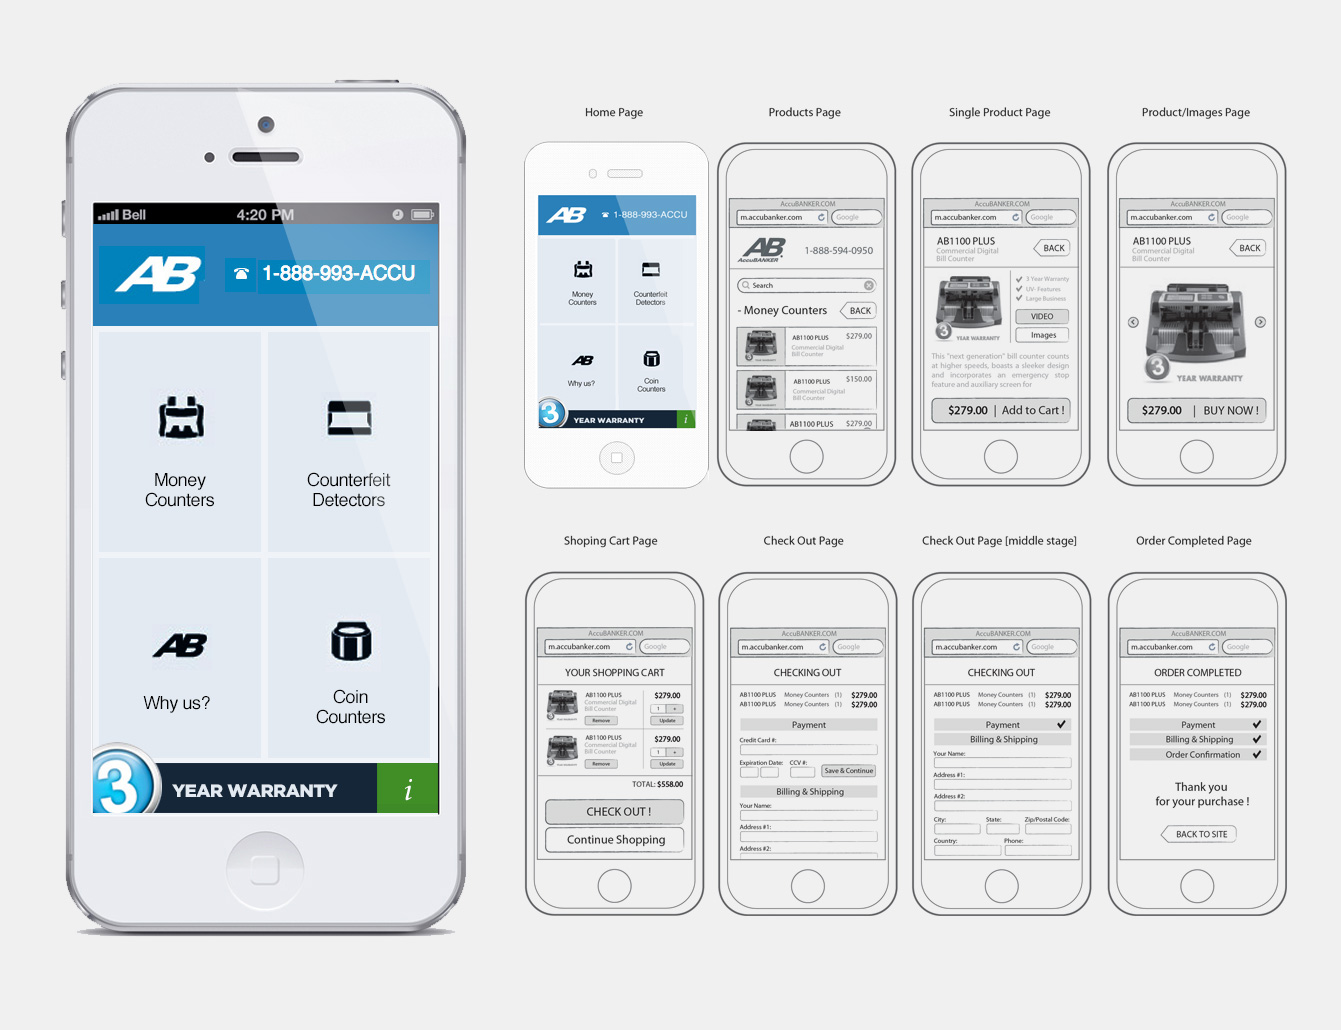 Bell
4:20 PM
AB
1-888-993-ACCU
Money
Counters
Counterfeit
Detectors
AB
Why us?
Coin
Counters
3
YEAR WARRANTY
i
Home Page
AB
1-888-993-ACCU
Money
Counters
Counterfeit
Detectors
AB
Why us?
Coin
Counters
3
YEAR WARRANTY
i
Products Page
AccuBANKER.COM
m.accubanker.com
Google
AB
AccuBANKER
1-888-594-0950
Search
- Money Counters
BACK
AB1100 PLUS
$279.00
Commercial Digital
Bill Counter
AB1100 PLUS
$150.00
Commercial Digital
Bill Counter
AB1100 PLUS
$279.00
Single Product Page
AccuBANKER.COM
m.accubanker.com
Google
AB1100 PLUS
Commercial Digital
Bill Counter
BACK
3 Year Warranty
UV- Features
Large Business
VIDEO
Images
3
YEAR WARRANTY
This "next generation" bill counter counts
at higher speeds, boasts a sleeker design
and incorporates an emergency stop
feature and auxiliary screen for
$279.00 | Add to Cart !
Product/Images Page
AccuBANKER.COM
m.accubanker.com
Google
AB1100 PLUS
Commercial Digital
Bill Counter
BACK
3
YEAR WARRANTY
$279.00 | BUY NOW !
Shoping Cart Page
AccuBANKER.COM
m.accubanker.com
Google
YOUR SHOPPING CART
AB1100 PLUS
$279.00
Commercial Digital
Bill Counter
1 +
Remove
Update
AB1100 PLUS
$279.00
Commercial Digital
Bill Counter
1 +
Remove
Update
TOTAL: $558.00
CHECK OUT !
Continue Shopping
Check Out Page
AccuBANKER.COM
m.accubanker.com
Google
CHECKING OUT
AB1100 PLUS Money Counters (1) $279.00
AB1100 PLUS Money Counters (1) $279.00
Payment
Credit Card #:
Expiration Date: CCV #:
Save & Continue
Billing & Shipping
Your Name:
Address #1:
Address #2:
Check Out Page [middle stage]
AccuBANKER.COM
m.accubanker.com
Google
CHECKING OUT
AB1100 PLUS Money Counters (1) $279.00
AB1100 PLUS Money Counters (1) $279.00
Payment
Billing & Shipping
Your Name:
Address #1:
Address #2:
City: State: Zip/Postal Code:
Country: Phone:
Order Completed Page
AccuBANKER.COM
m.accubanker.com
Google
ORDER COMPLETED
AB1100 PLUS Money Counters (1) $279.00
AB1100 PLUS Money Counters (1) $279.00
Payment
Billing & Shipping
Order Confirmation
Thank you
for your purchase !
BACK TO SITE